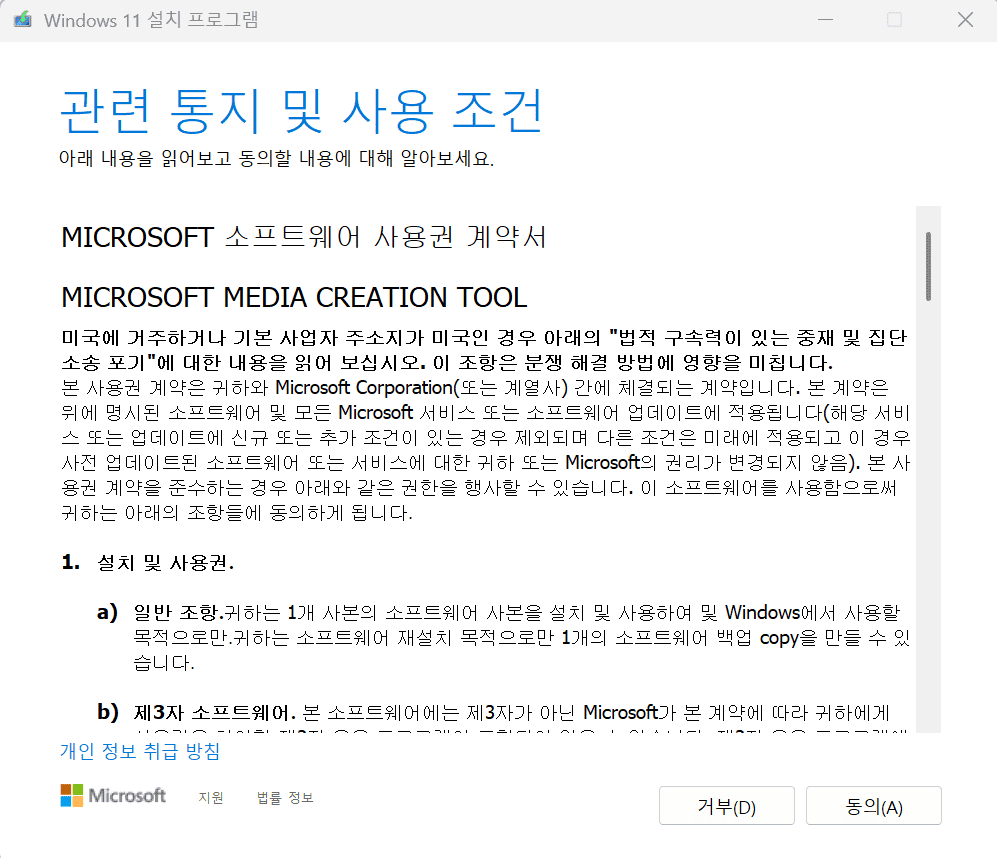 Windows 11 설치 프로그램
관련 통지 및 사용 조건
아래 내용을 읽어보고 동의할 내용에 대해 알아보세요.
MICROSOFT 소프트웨어 사용권 계약서
MICROSOFT MEDIA CREATION TOOL
미국에 거주하거나 기본 사업자 주소지가 미국인 경우 아래의 "법적 구속력이 있는 중재 및 집단
소송 포기"에 대한 내용을 읽어 보십시오. 이 조항은 분쟁 해결 방법에 영향을 미칩니다.
본 사용권 계약은 귀하와 Microsoft Corporation(또는 계열사) 간에 체결되는 계약입니다. 본 계약은
위에 명시된 소프트웨어 및 모든 Microsoft 서비스 또는 소프트웨어 업데이트에 적용됩니다(해당 서비
스 또는 업데이트에 신규 또는 추가 조건이 있는 경우 제외되며 다른 조건은 미래에 적용되고 이 경우
사전 업데이트된 소프트웨어 또는 서비스에 대한 귀하 또는 Microsoft의 권리가 변경되지 않음). 본 사
용권 계약을 준수하는 경우 아래와 같은 권한을 행사할 수 있습니다. 이 소프트웨어를 사용함으로써
귀하는 아래의 조항들에 동의하게 됩니다.
1. 설치 및 사용권.
a) 일반 조항.귀하는 1개 사본의 소프트웨어 사본을 설치 및 사용하여 및 Windows에서 사용할
목적으로만.귀하는 소프트웨어 재설치 목적으로만 1개의 소프트웨어 백업 copy을 만들 수 있
습니다.
b) 제3자 소프트웨어. 본 소프트웨어에는 제3자가 아닌 Microsoft가 본 계약에 따라 귀하에게
개인 정보 취급 방침
Microsoft 지원 법률 정보
거부(D) 동의(A)